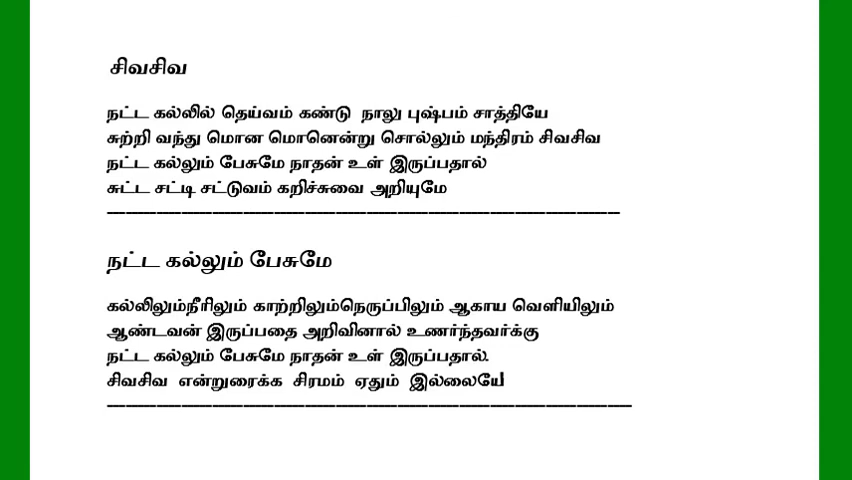 சிவசிவ
நட்ட கல்லில் தெய்வம் கண்டு நாலு புஷ்பம் சாத்தியே
சுற்றி வந்து மொன மொனென்று சொல்லும் மந்திரம் சிவசிவ
நட்ட கல்லும் பேசுமே நாதன் உள் இருப்பதால்
சுட்ட சட்டி சட்டுவம் கறிச்சுவை அறியுமே
நட்ட கல்லும் பேசுமே
கல்லிலும்நீரிலும் காற்றிலும்நெருப்பிலும் ஆகாய வெளியிலும்
ஆண்டவன் இருப்பதை அறிவினால் உணர்ந்தவர்க்கு
நட்ட கல்லும் பேசுமே நாதன் உள் இருப்பதால்.
சிவசிவ என்றுரைக்க சிரமம் ஏதும் இல்லையே!